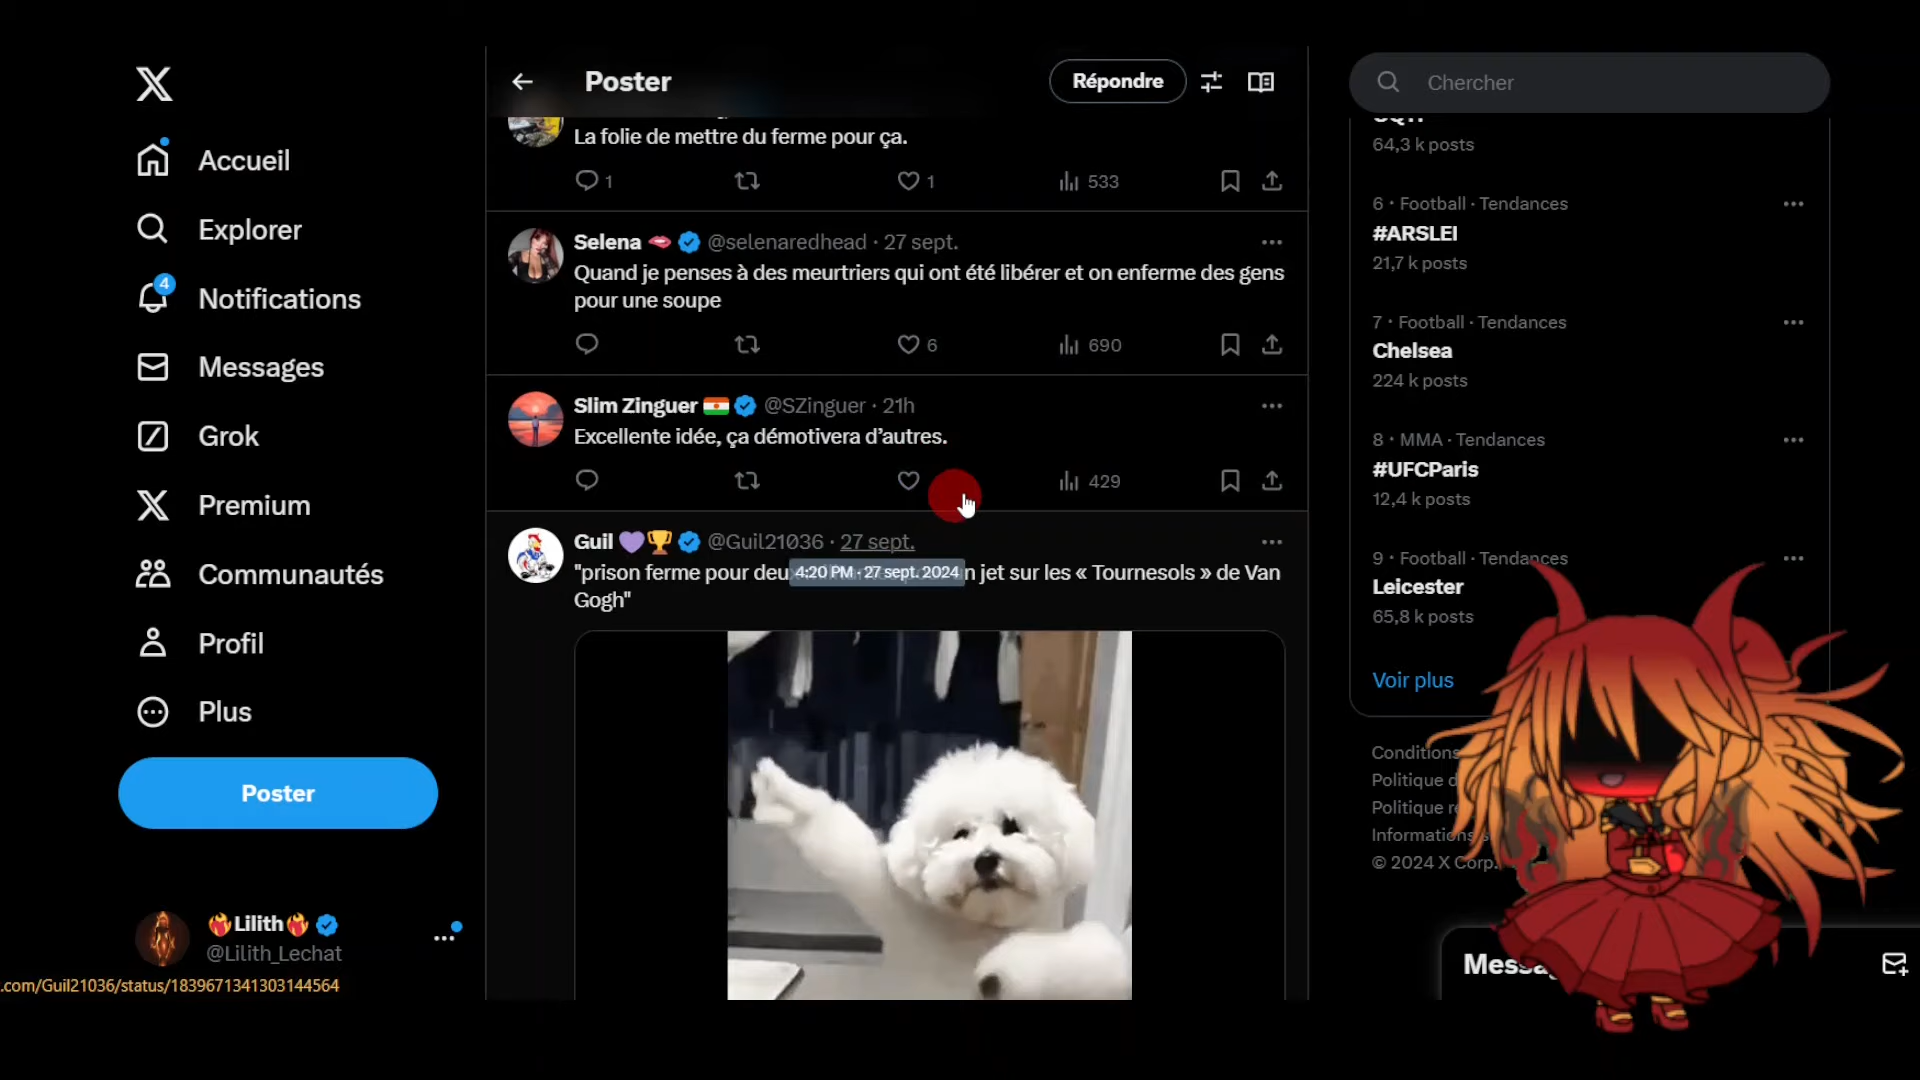 Accueil
Explorer
4
Notifications
Messages
Grok
Premium
Communautés
Profil
Plus
Poster
🔥Lilith🔥
@Lilith_Lechat
.com/Guil21036/status/1839671341303144564
Poster
Répondre
La folie de mettre du ferme pour ça.
1 1 533
Selena @selenaredhead · 27 sept.
Quand je penses à des meurtriers qui ont été libérer et on enferme des gens
pour une soupe
6 690
Slim Zinguer @SZinguer · 21h
Excellente idée, ça démotivera d’autres.
429
Guil @Guil21036 · 27 sept.
"prison ferme pour deu
4:20 PM · 27 sept. 2024
n jet sur les « Tournesols » de Van
Gogh"
Chercher
64,3 k posts
6 · Football · Tendances
#ARSLEI
21,7 k posts
7 · Football · Tendances
Chelsea
224 k posts
8 · MMA · Tendances
#UFCParis
12,4 k posts
9 · Football · Tendances
Leicester
65,8 k posts
Voir plus
Conditions
Politique d
Politique r
Informations
© 2024 X Corp.
Messa